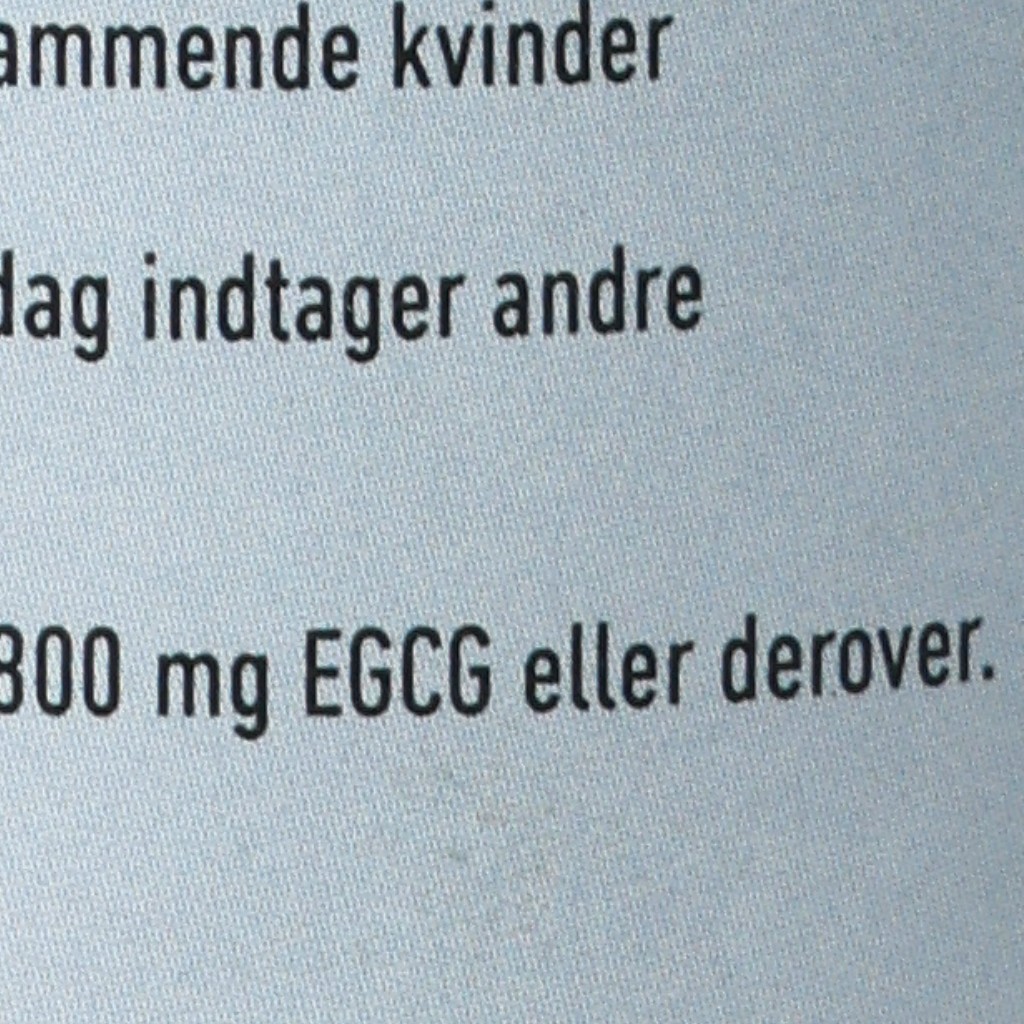 ammende kvinder
dag indtager andre
800 mg EGCG eller derover.